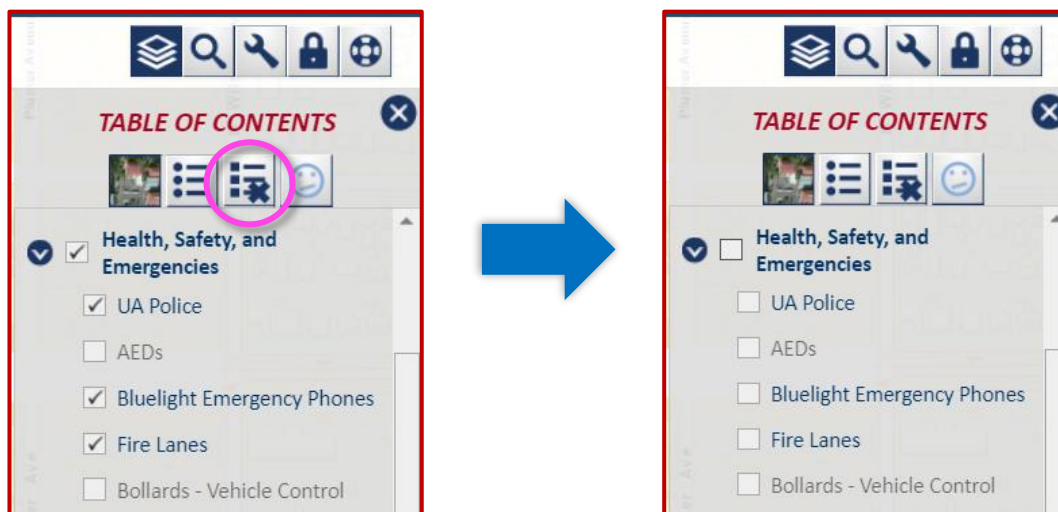 TABLE OF CONTENTS
Health, Safety, and
Emergencies
UA Police
AEDs
Bluelight Emergency Phones
Fire Lanes
Bollards - Vehicle Control
TABLE OF CONTENTS
Health, Safety, and
Emergencies
UA Police
AEDs
Bluelight Emergency Phones
Fire Lanes
Bollards - Vehicle Control